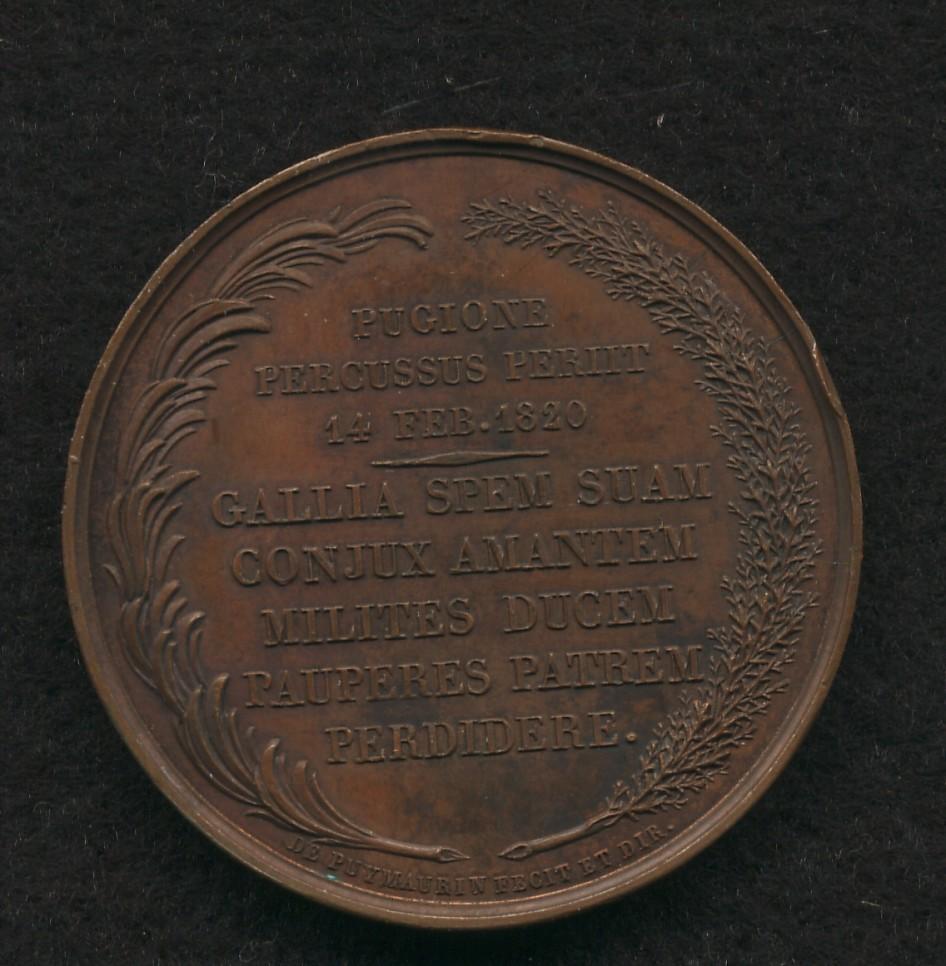 PUGIONE
PERCUSSUS PERIIT
14 FEB. 1820
GALLIA SPEM SUAM
CONJUX AMANTEM
MILITES DUCEM
PAUPERES PATREM
PERDIDERE.
DE PUYMAURIN FECIT ET DIR.